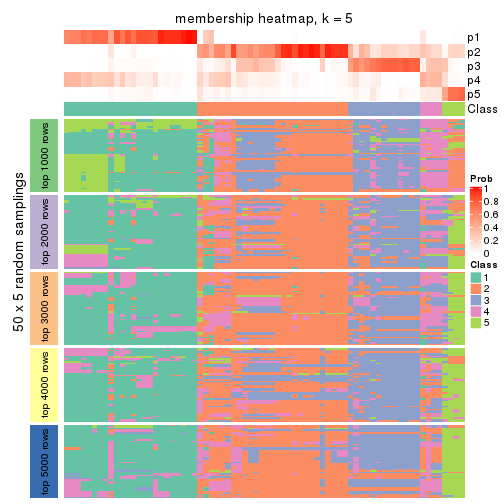 membership heatmap, k = 5
p1
p2
p3
p4
p5
Class
50 x 5 random samplings
top 1000 rows
top 2000 rows
top 3000 rows
top 4000 rows
top 5000 rows
Prob
1
0.8
0.6
0.4
0.2
0
Class
1
2
3
4
5